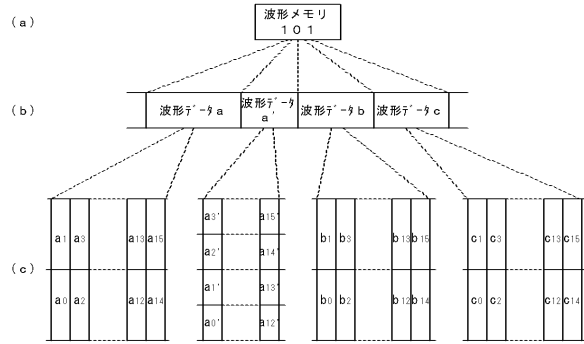 (a)
波形メモリ
101
(b)
波形データa
波形データa'
波形データb
波形データc
(c)
a1 a3 a13 a15
a0 a2 a12 a14
a3' a15'
a2' a14'
a1' a13'
a0' a12'
b1 b3 b13 b15
b0 b2 b12 b14
c1 c3 c13 c15
c0 c2 c12 c14